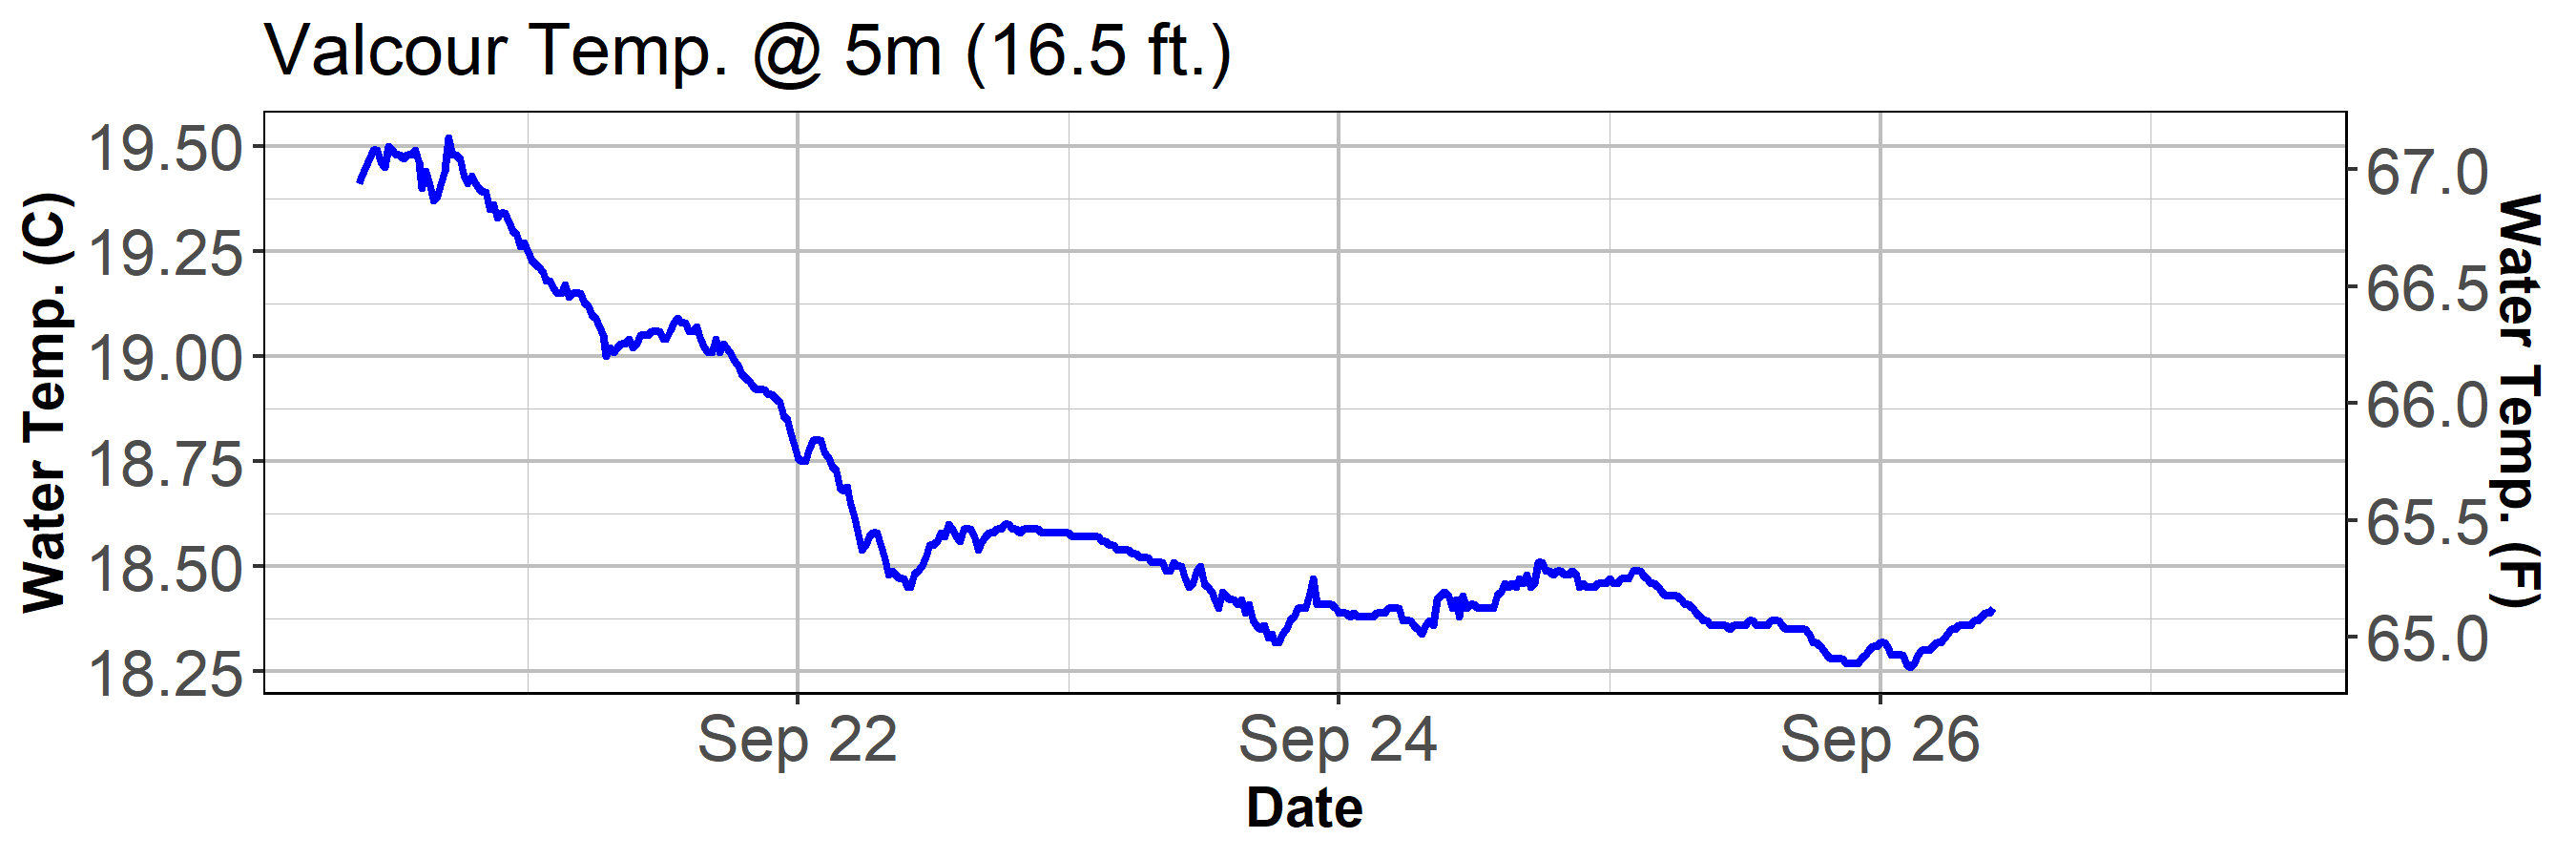 Valcour Temp. @ 5m (16.5 ft.)
Water Temp. (C)
19.50
19.25
19.00
18.75
18.50
18.25
67.0
66.5
66.0
65.5
65.0
Water Temp. (F)
Sep 22 Sep 24 Sep 26
Date